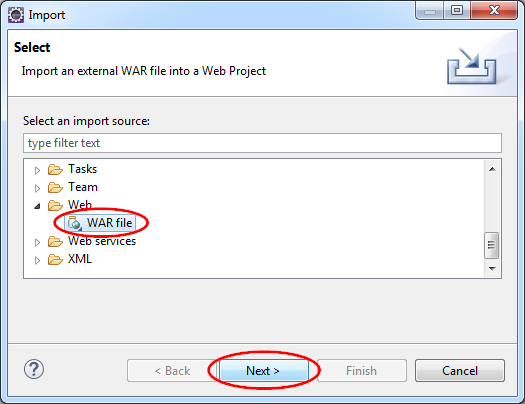 Import
Select
Import an external WAR file into a Web Project
Select an import source:
type filter text
Tasks
Team
Web
WAR file
Web services
XML
?
< Back
Next >
Finish
Cancel